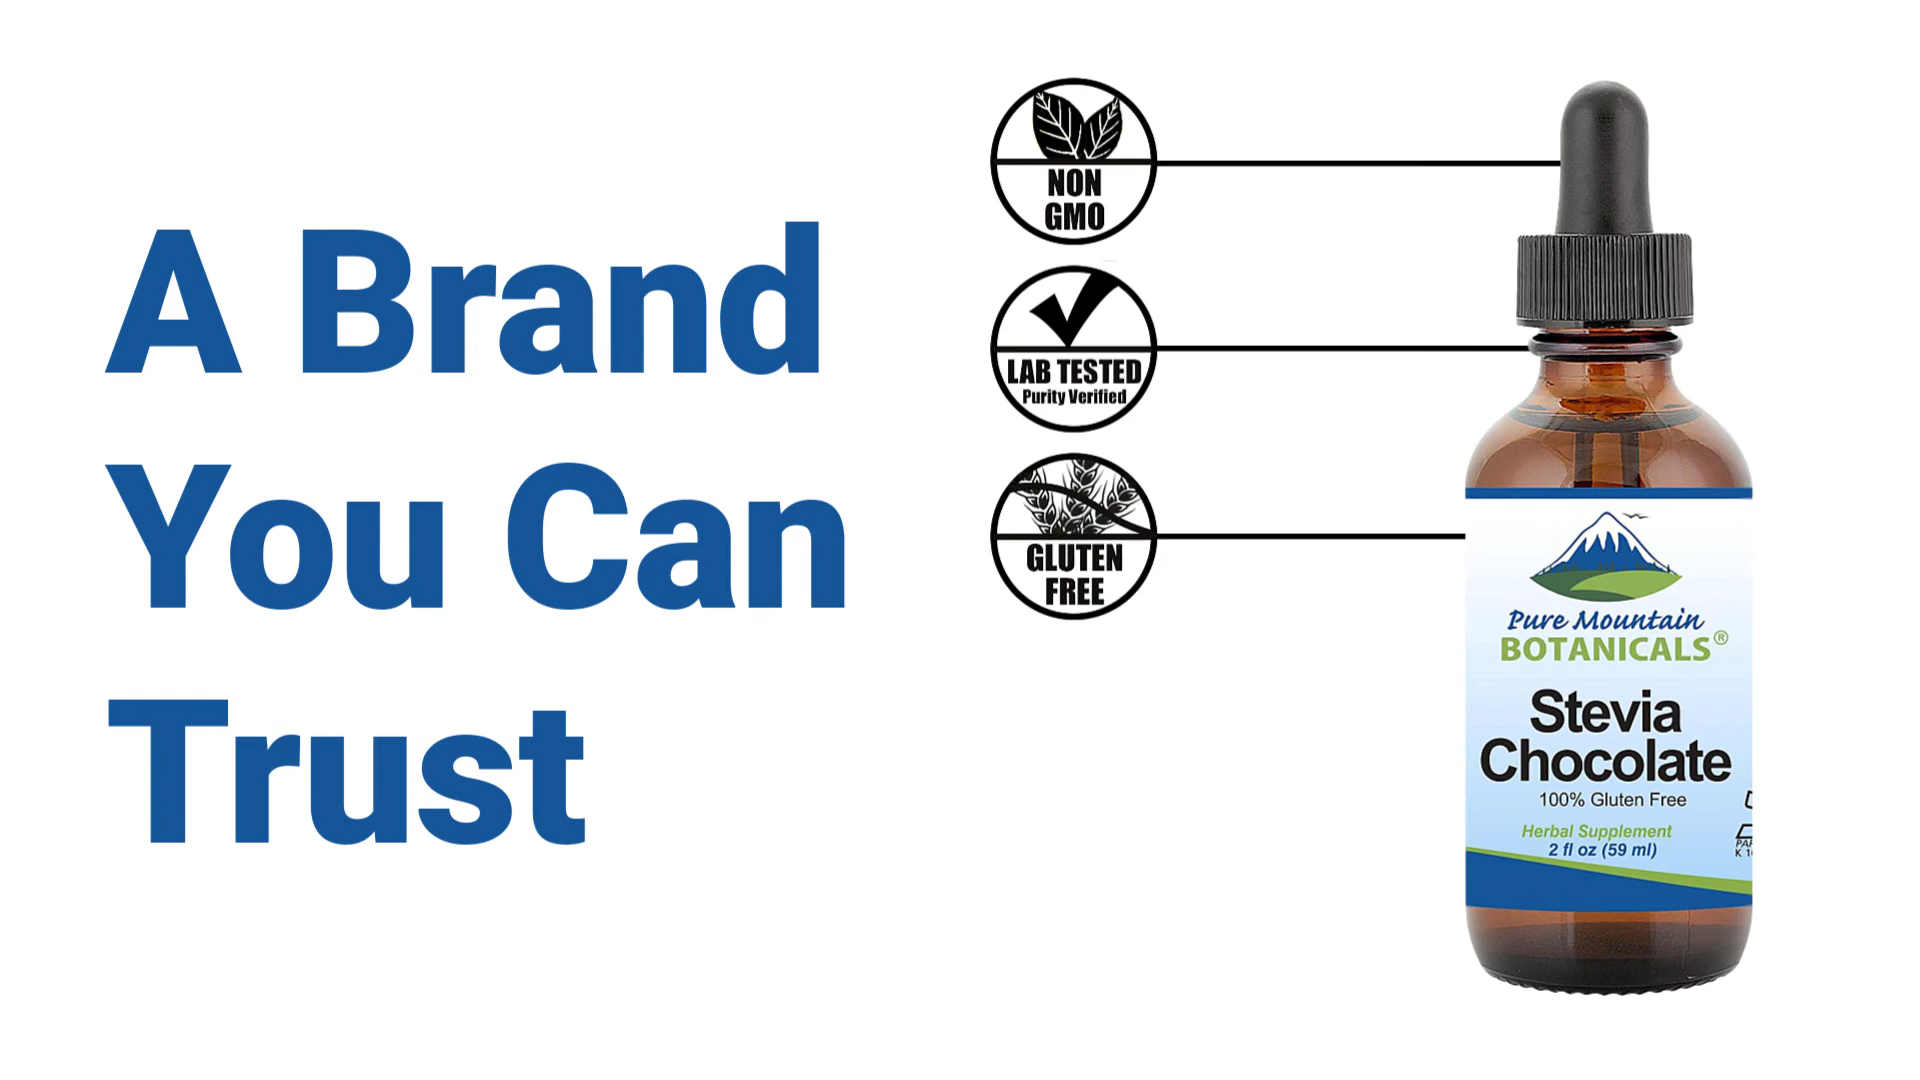 A Brand
You Can
Trust
NON
GMO
LAB TESTED
Purity Verified
GLUTEN
FREE
Pure Mountain
BOTANICALS®
Stevia
Chocolate
100% Gluten Free
Herbal Supplement
2 fl oz (59 ml)